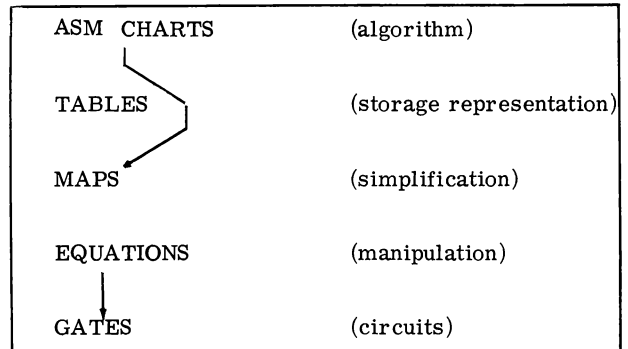 ASM CHARTS (algorithm)
TABLES (storage representation)
MAPS (simplification)
EQUATIONS (manipulation)
GATES (circuits)